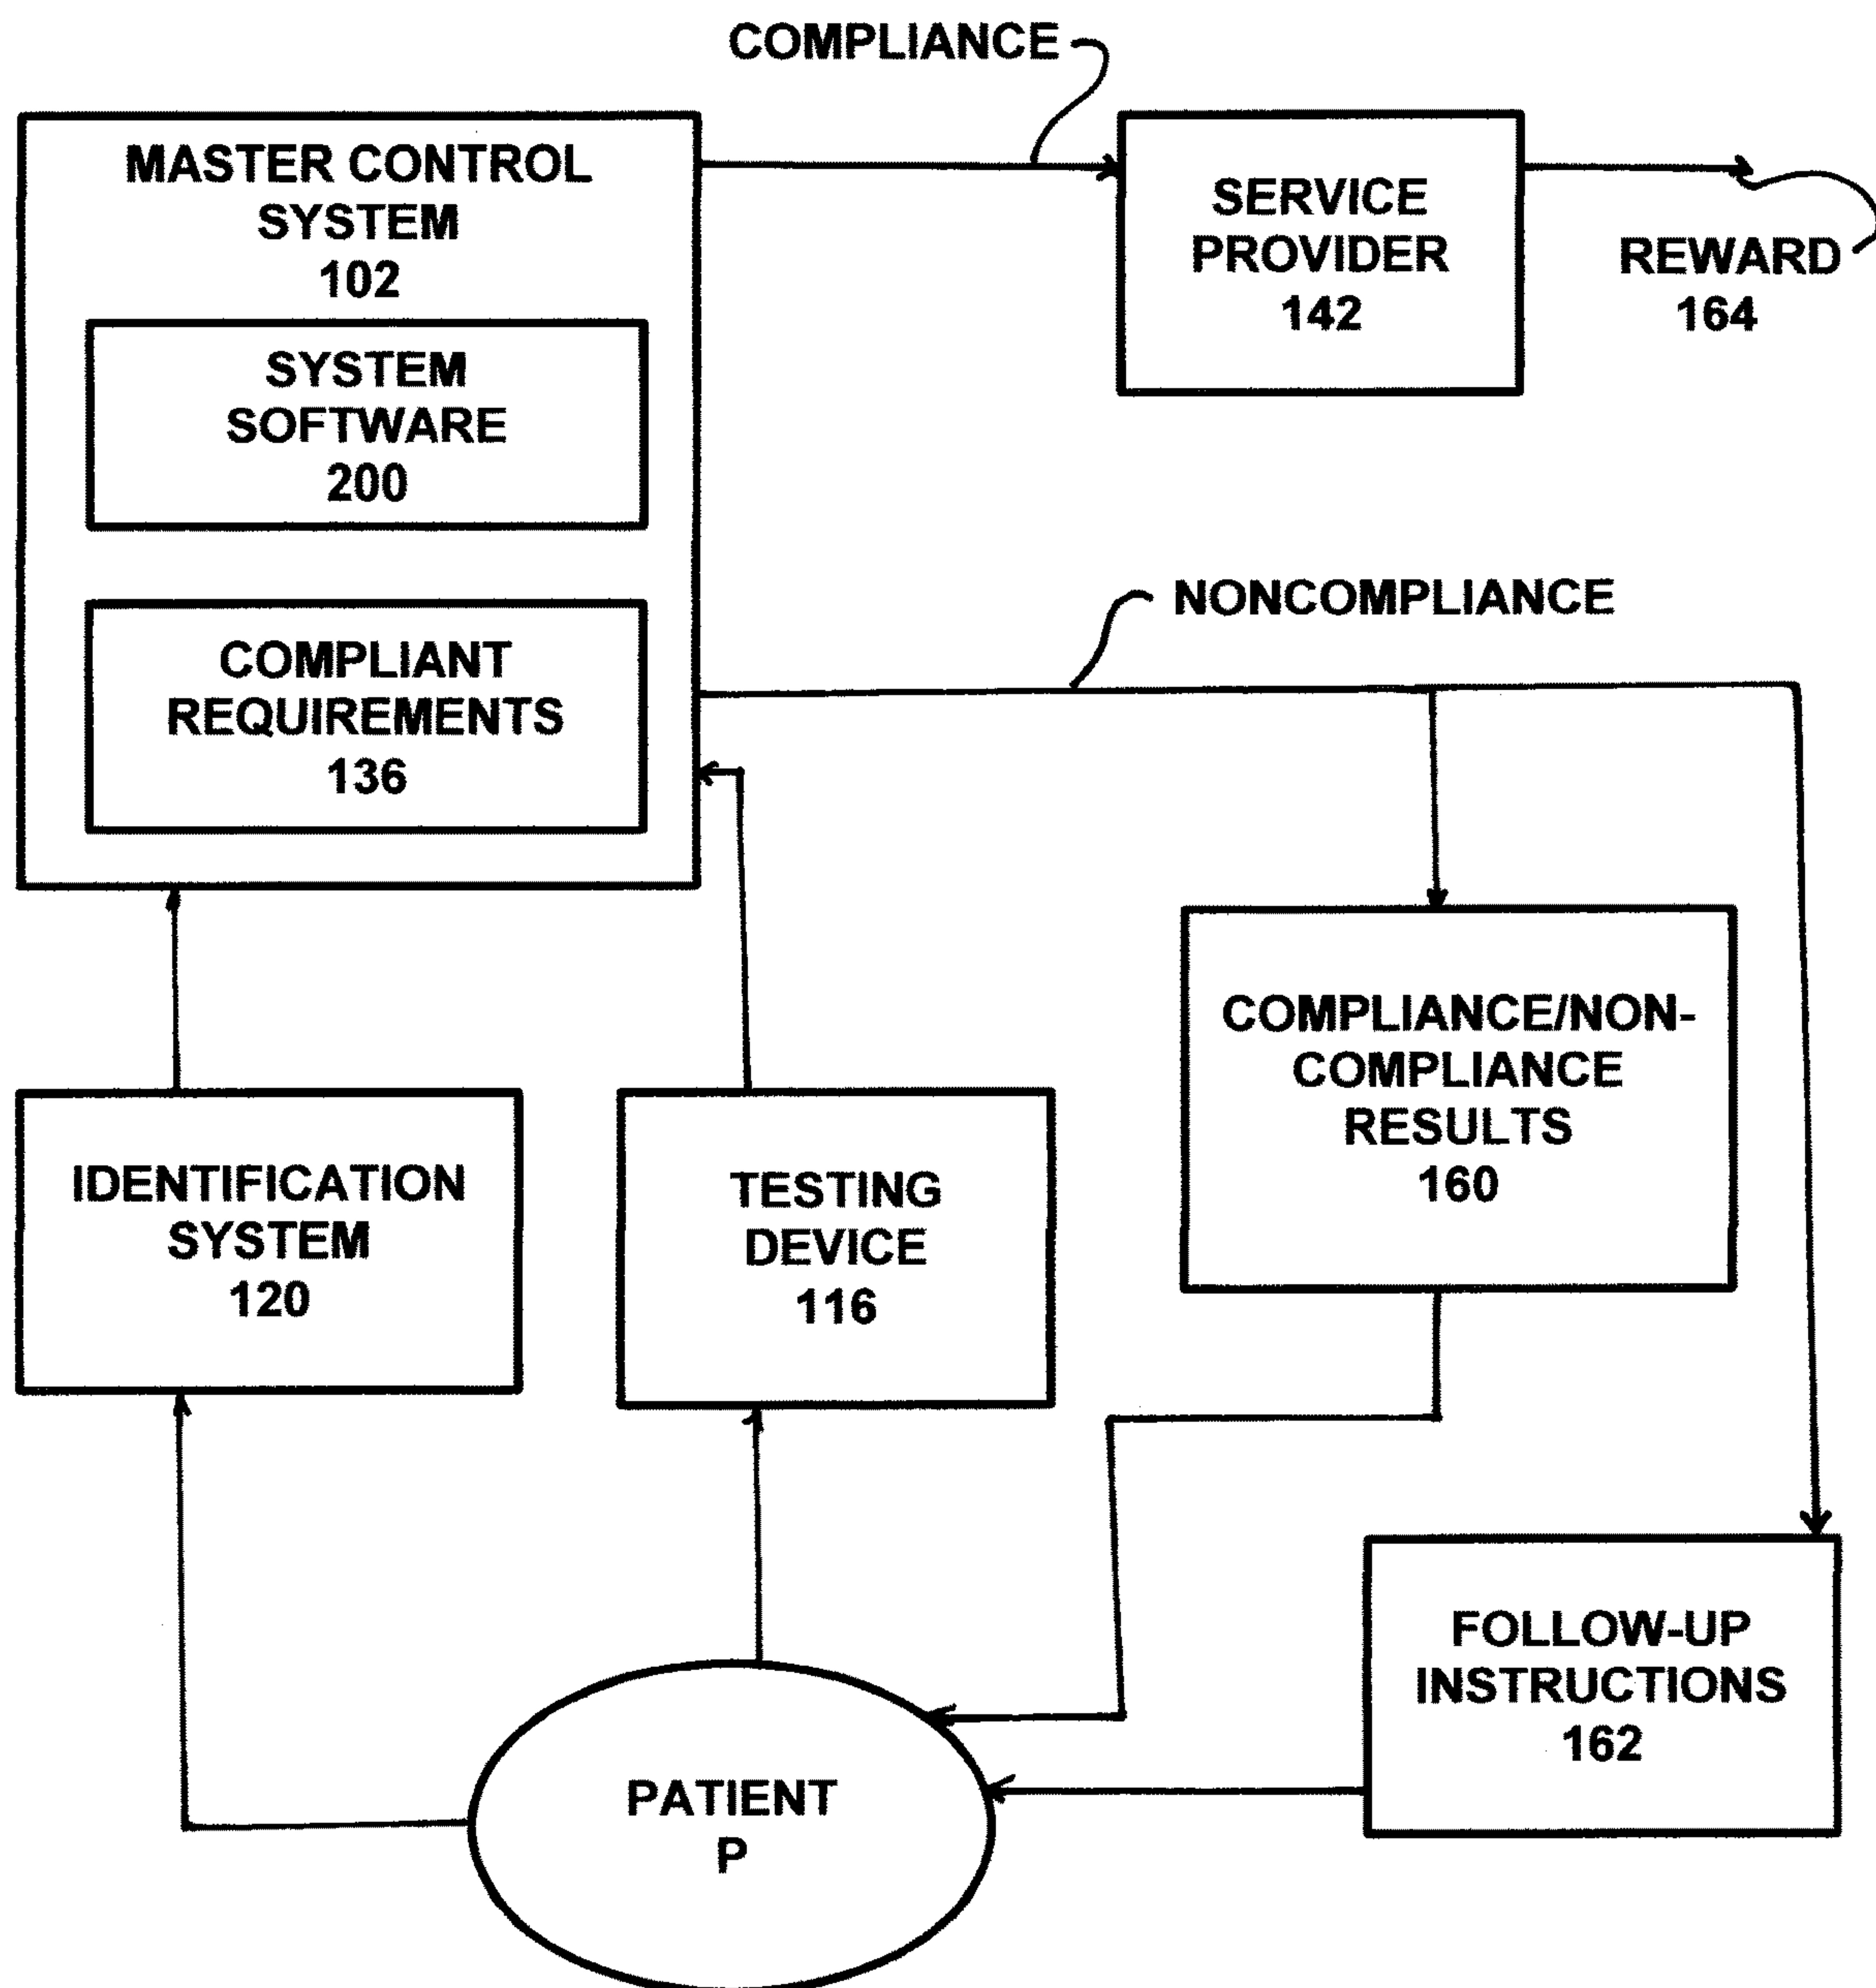 COMPLIANCE
MASTER CONTROL
SYSTEM
102
SYSTEM
SOFTWARE
200
COMPLIANT
REQUIREMENTS
136
SERVICE
PROVIDER
142
REWARD
164
NONCOMPLIANCE
COMPLIANCE/NON-
COMPLIANCE
RESULTS
160
IDENTIFICATION
SYSTEM
120
TESTING
DEVICE
116
FOLLOW-UP
INSTRUCTIONS
162
PATIENT
P